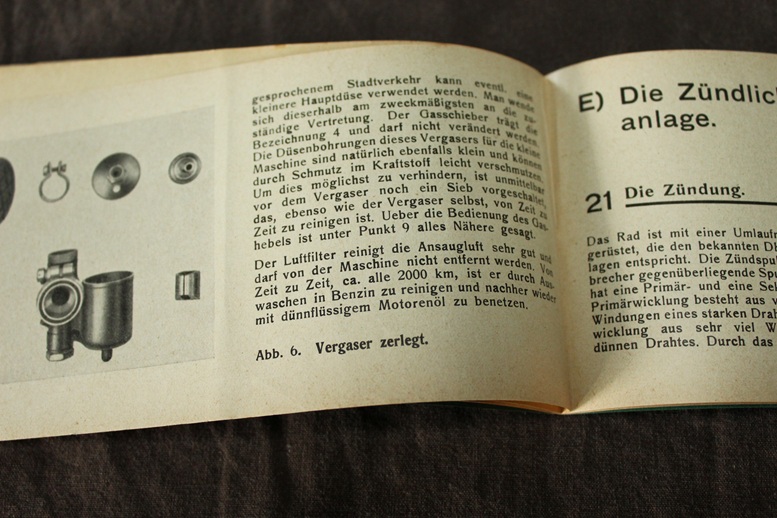 gesprochenem Stadtverkehr kann eventl. eine
kleinere Hauptdüse verwendet werden. Man wende
sich dieserhalb am zweckmäßigsten an die zu-
ständige Vertretung. Der Gasschieber trägt die
Bezeichnung 4 und darf nicht verändert werden.
Die Düsenbohrungen dieses Vergasers für die kleine
Maschine sind natürlich ebenfalls klein und können
durch Schmutz im Kraftstoff leicht verschmutzen.
Um dies möglichst zu verhindern, ist unmittelbar
vor dem Vergaser noch ein Sieb vorgeschaltet,
das, ebenso wie der Vergaser selbst, von Zeit zu
Zeit zu reinigen ist. Ueber die Bedienung des Gas-
hebels ist unter Punkt 9 alles Nähere gesagt.
Der Luftfilter reinigt die Ansaugluft sehr gut und
darf von der Maschine nicht entfernt werden. Von
Zeit zu Zeit, ca. alle 2000 km, ist er durch Aus-
waschen in Benzin zu reinigen und nachher wieder
mit dünnflüssigem Motorenöl zu benetzen.
Abb. 6. Vergaser zerlegt.
E) Die Zündlic
anlage.
21 Die Zündung.
Das Rad ist mit einer Umlaufm
gerüstet, die den bekannten
lagen entspricht. Die Zündspu
brecher gegenüberliegende Spu
hat eine Primär- und eine Sek
Primärwicklung besteht aus
Windungen eines starken Drah
wicklung aus sehr viel W
dünnen Drahtes. Durch das